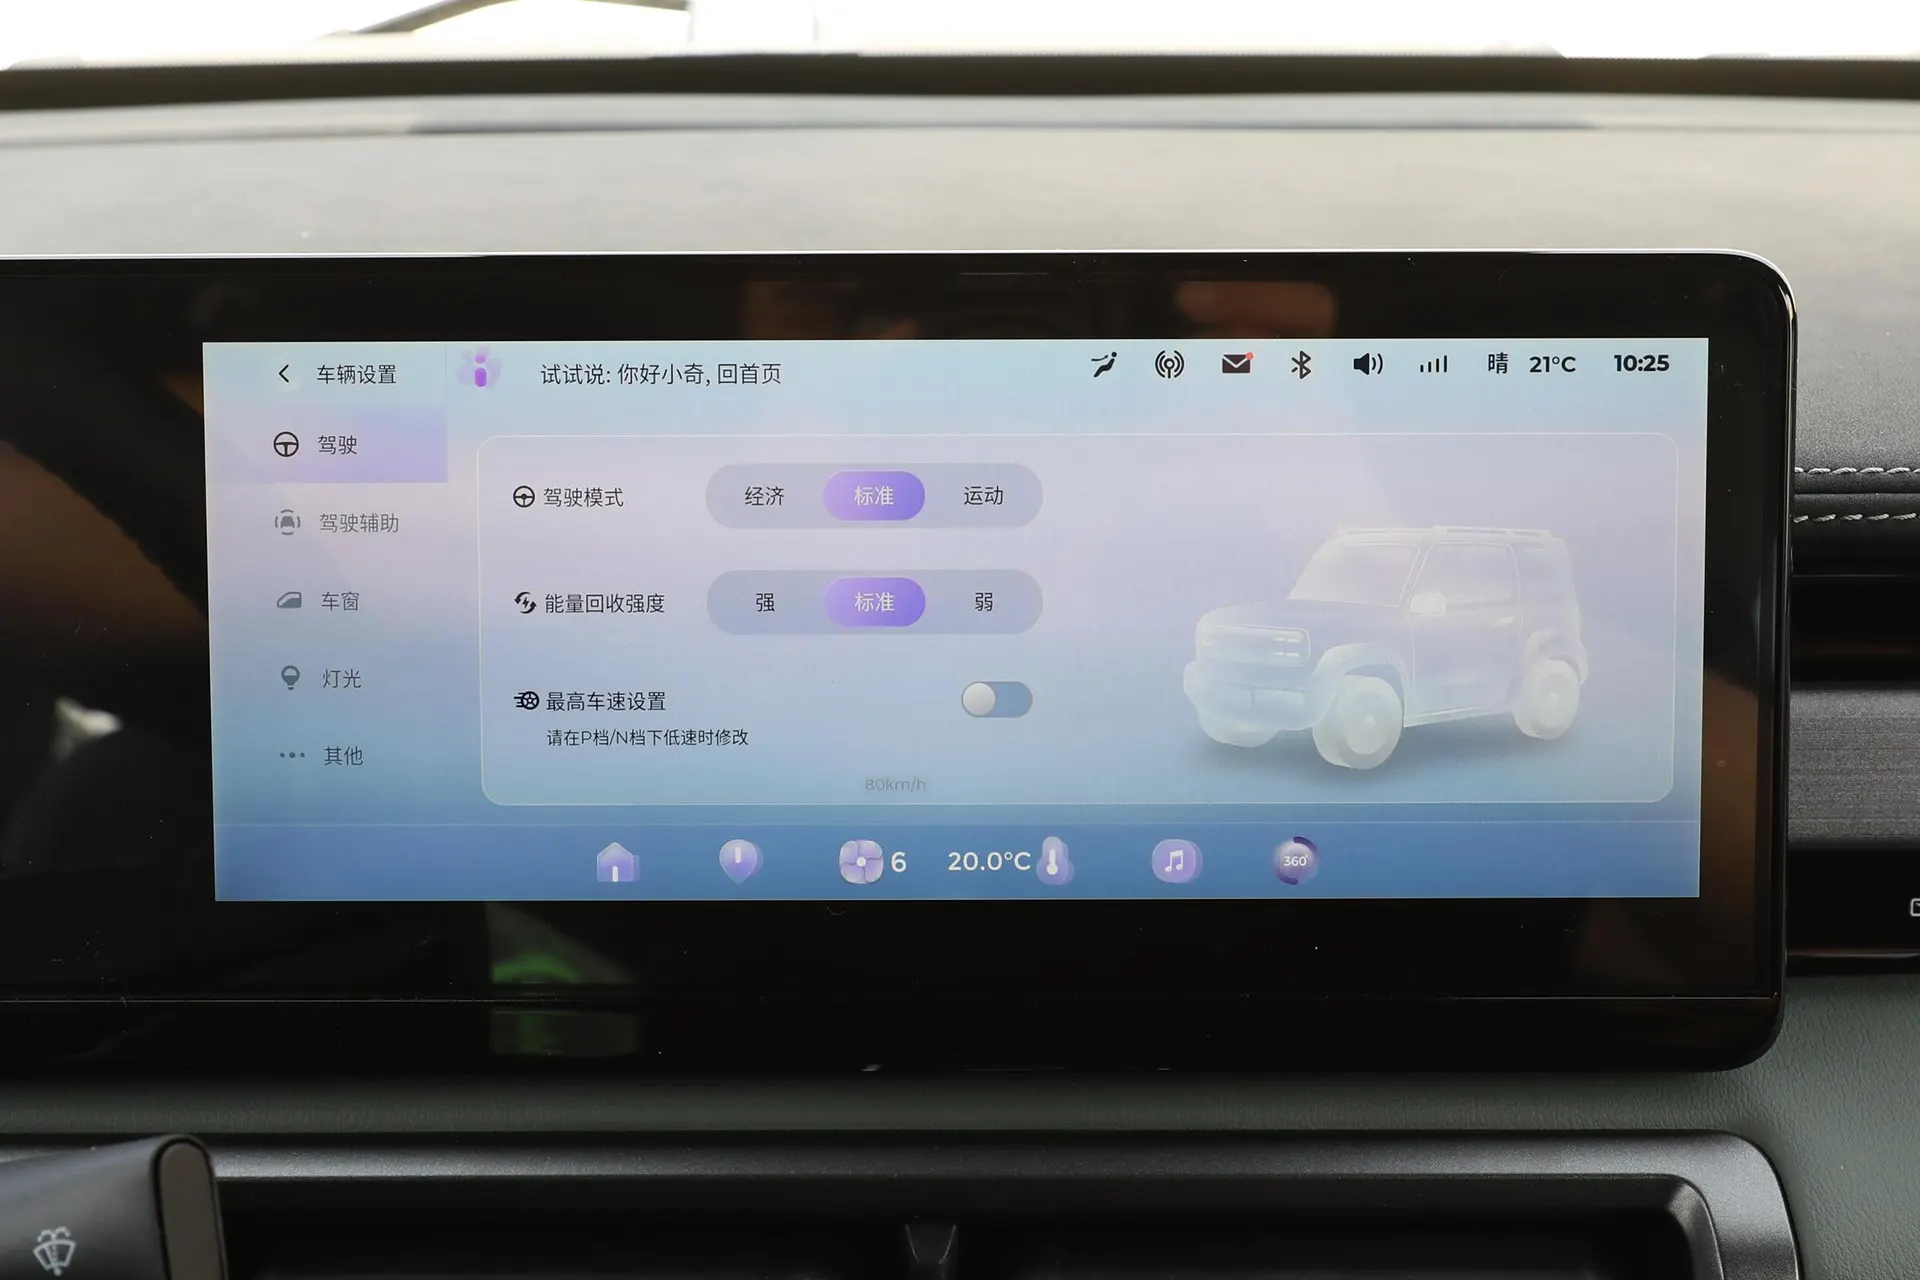 车辆设置
试试说: 你好小奇, 回首页
晴 21°C 10:25
驾驶
驾驶辅助
车窗
灯光
其他
驾驶模式 经济 标准 运动
能量回收强度 强 标准 弱
最高车速设置
请在P档/N档下低速时修改
80km/h
6 20.0°C 360°